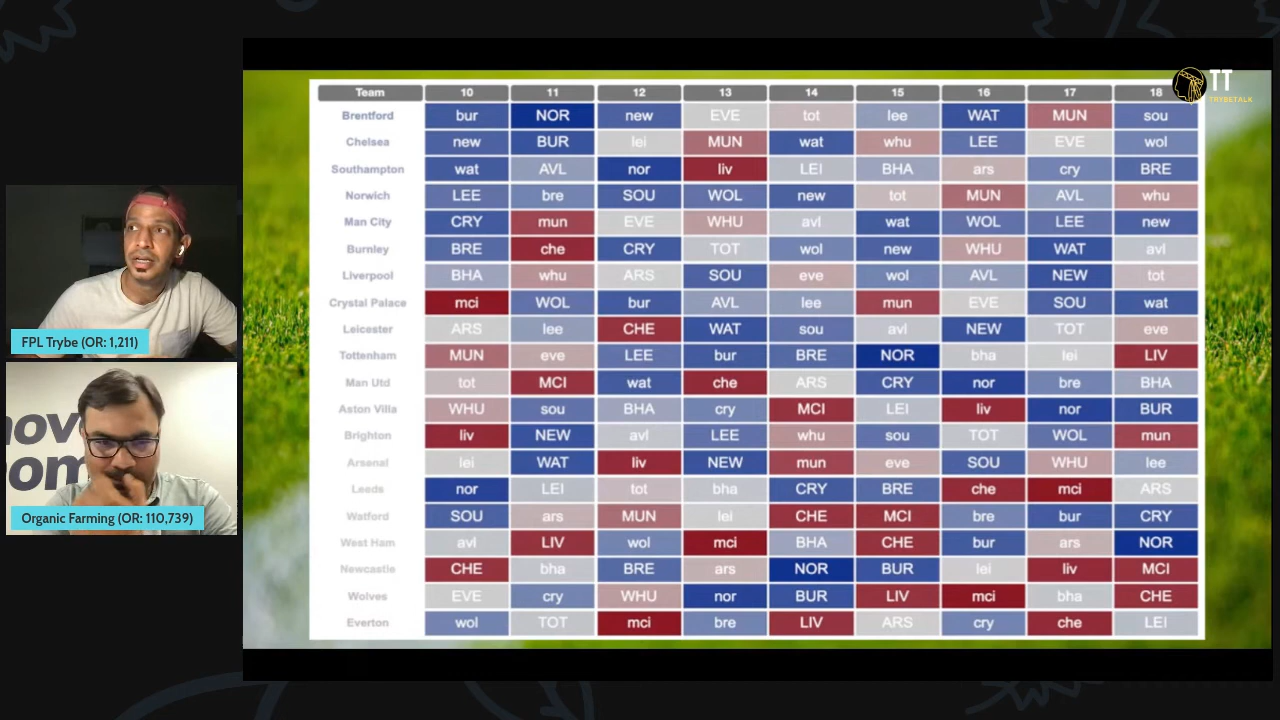 TT
TRYBETALK
Team 10 11 12 13 14 15 16 17 18
Brentford bur NOR new EVE tot lee WAT MUN sou
Chelsea new BUR lei MUN wat whu LEE EVE wol
Southampton wat AVL nor liv LEI BHA ars cry BRE
Norwich LEE bre SOU WOL new tot MUN AVL whu
Man City CRY mun EVE WHU avl wat WOL LEE new
Burnley BRE che CRY TOT wol new WHU WAT avl
Liverpool BHA whu ARS SOU eve wol AVL NEW tot
Crystal Palace mci WOL bur AVL lee mun EVE SOU wat
Leicester ARS lee CHE WAT sou avl NEW TOT eve
Tottenham MUN eve LEE bur BRE NOR bha lei LIV
Man Utd tot MCI wat che ARS CRY nor bre BHA
Aston Villa WHU sou BHA cry MCI LEI liv nor BUR
Brighton liv NEW avl LEE whu sou TOT WOL mun
Arsenal lei WAT liv NEW mun eve SOU WHU lee
Leeds nor LEI tot bha CRY BRE che mci ARS
Watford SOU ars MUN lei CHE MCI bre bur CRY
West Ham avl LIV wol mci BHA CHE bur ars NOR
Newcastle CHE bha BRE ars NOR BUR lei liv MCI
Wolves EVE cry WHU nor BUR LIV mci bha CHE
Everton wol TOT mci bre LIV ARS cry che LEI
FPL Trybe (OR: 1,211)
nov
om
Organic Farming (OR: 110,739)